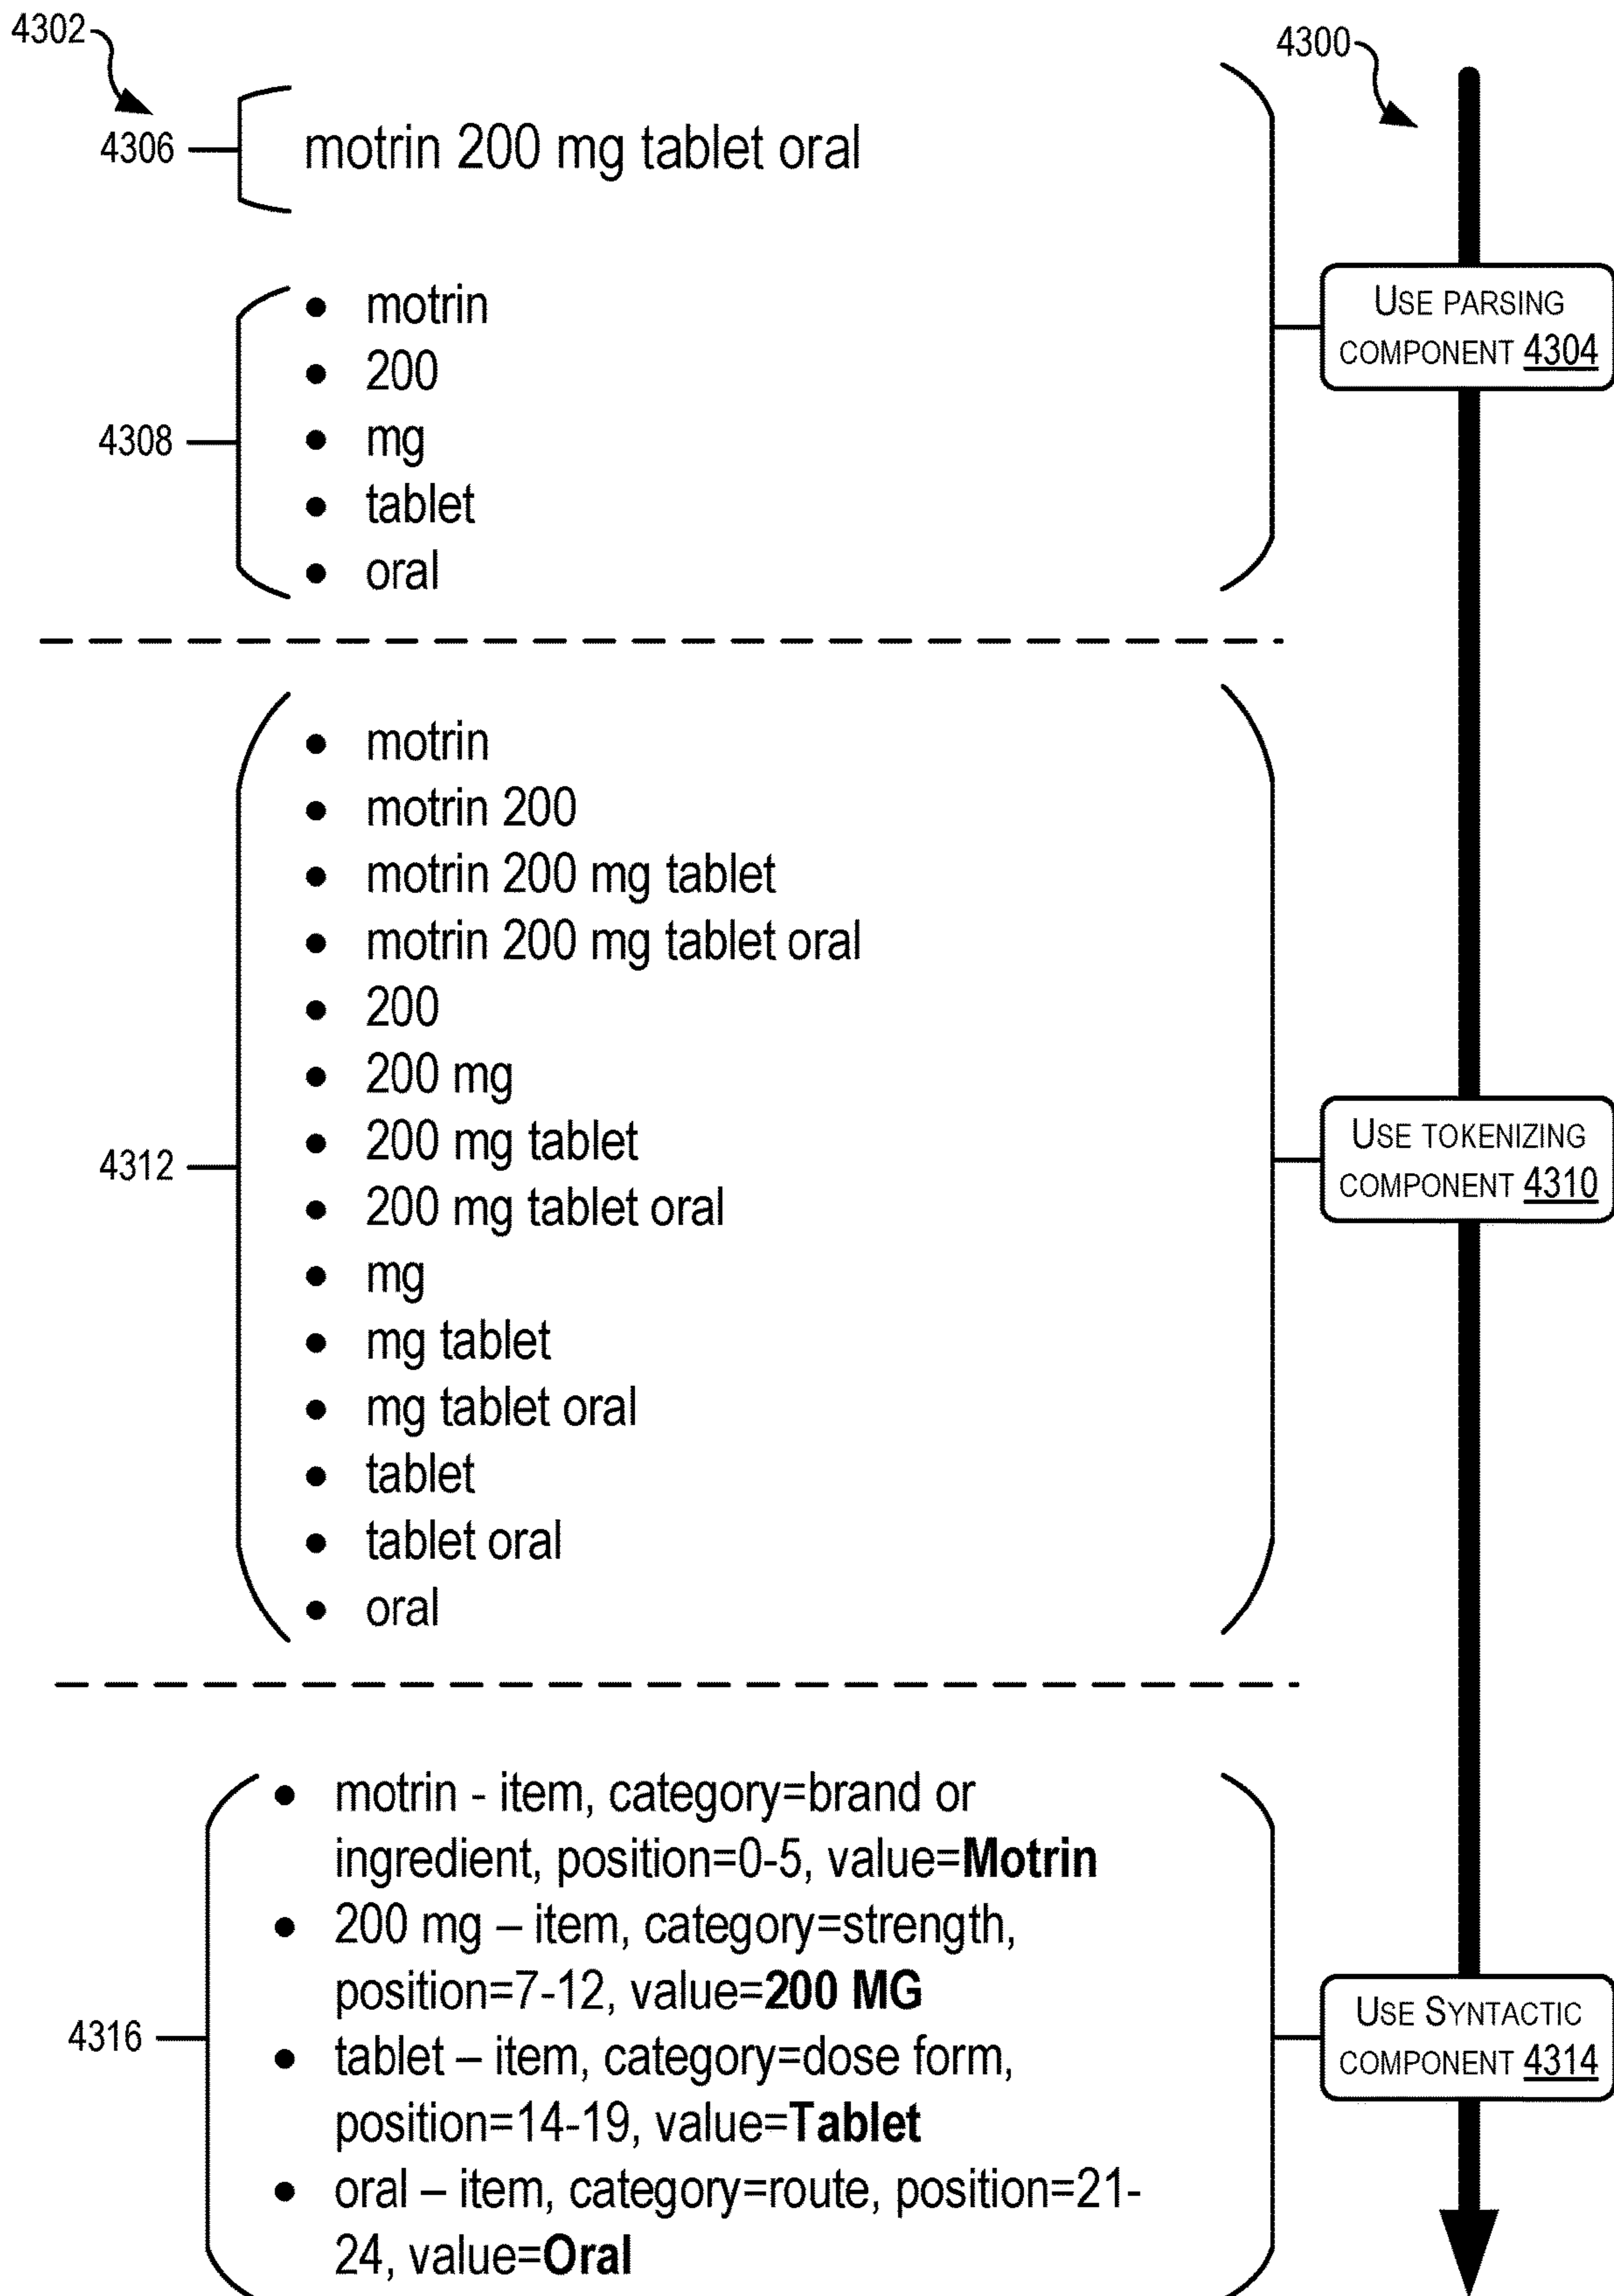 4302
4300
4306
motrin 200 mg tablet oral
USE PARSING
COMPONENT 4304
4308
• motrin
• 200
• mg
• tablet
• oral
4312
• motrin
• motrin 200
• motrin 200 mg tablet
• motrin 200 mg tablet oral
• 200
• 200 mg
• 200 mg tablet
• 200 mg tablet oral
• mg
• mg tablet
• mg tablet oral
• tablet
• tablet oral
• oral
USE TOKENIZING
COMPONENT 4310
4316
• motrin - item, category=brand or
ingredient, position=0-5, value=Motrin
• 200 mg – item, category=strength,
position=7-12, value=200 MG
• tablet – item, category=dose form,
position=14-19, value=Tablet
• oral – item, category=route, position=21-
24, value=Oral
USE SYNTACTIC
COMPONENT 4314